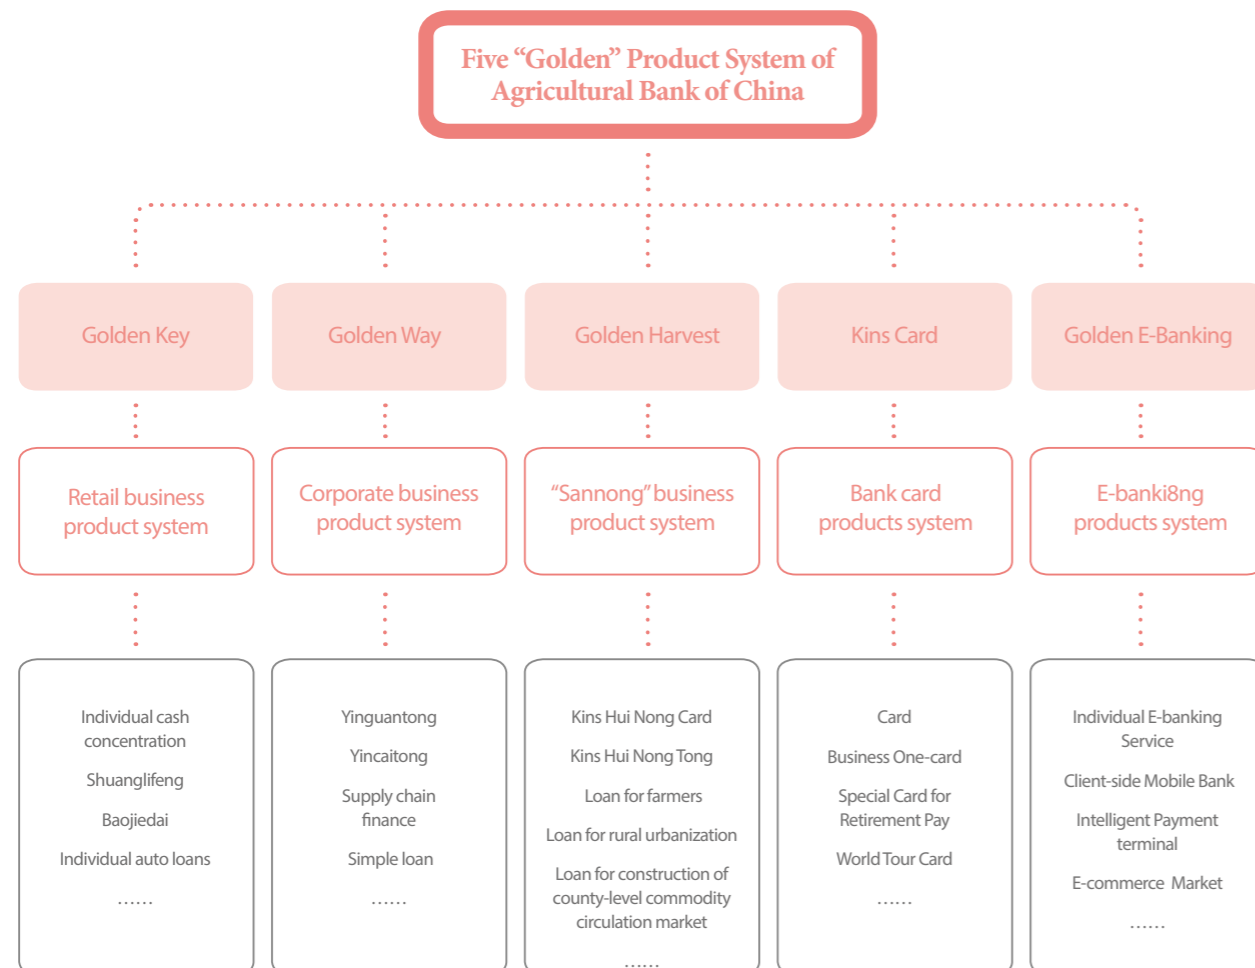 Five “Golden” Product System of
Agricultural Bank of China
Golden Key
Golden Way
Golden Harvest
Kins Card
Golden E-Banking
Retail business
product system
Corporate business
product system
“Sannong” business
product system
Bank card
products system
E-banki8ng
products system
Individual cash
concentration
Shuanglifeng
Baojiedai
Individual auto loans
......
Yinguantong
Yincaitong
Supply chain
finance
Simple loan
......
Kins Hui Nong Card
Kins Hui Nong Tong
Loan for farmers
Loan for rural urbanization
Loan for construction of
county-level commodity
circulation market
......
Card
Business One-card
Special Card for
Retirement Pay
World Tour Card
......
Individual E-banking
Service
Client-side Mobile Bank
Intelligent Payment
terminal
E-commerce Market
......